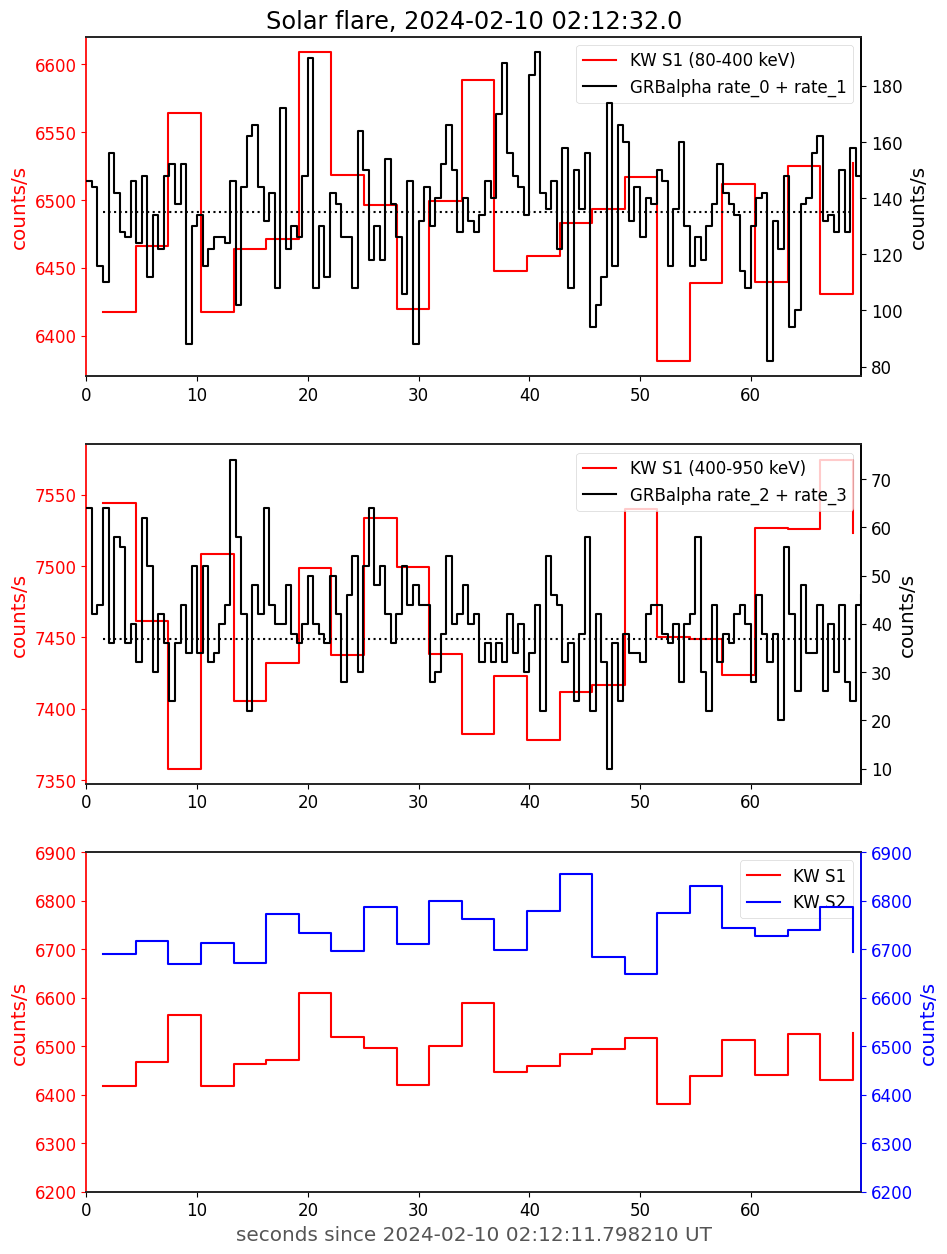 Solar flare, 2024-02-10 02:12:32.0
6600
6550
6500
6450
6400
counts/s
KW S1 (80-400 keV)
GRBalpha rate_0 + rate_1
180
160
140
120
100
80
counts/s
0 10 20 30 40 50 60
7550
7500
7450
7400
7350
counts/s
KW S1 (400-950 keV)
GRBalpha rate_2 + rate_3
70
60
50
40
30
20
10
counts/s
0 10 20 30 40 50 60
6900
6800
6700
6600
6500
6400
6300
6200
counts/s
KW S1
KW S2
6900
6800
6700
6600
6500
6400
6300
6200
counts/s
0 10 20 30 40 50 60
seconds since 2024-02-10 02:12:11.798210 UT